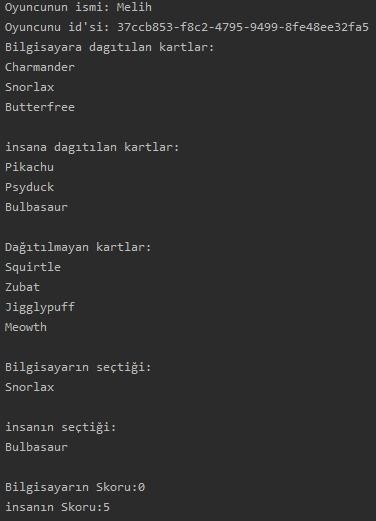 Oyuncunun ismi: Melih
Oyuncunu id'si: 37ccb853-f8c2-4795-9499-8fe48ee32fa5
Bilgisayara dagıtılan kartlar:
Charmander
Snorlax
Butterfree

insana dagıtılan kartlar:
Pikachu
Psyduck
Bulbasaur

Dağıtılmayan kartlar:
Squirtle
Zubat
Jigglypuff
Meowth

Bilgisayarın seçtiği:
Snorlax

insanın seçtiği:
Bulbasaur

Bilgisayarın Skoru:0
insanın Skoru:5